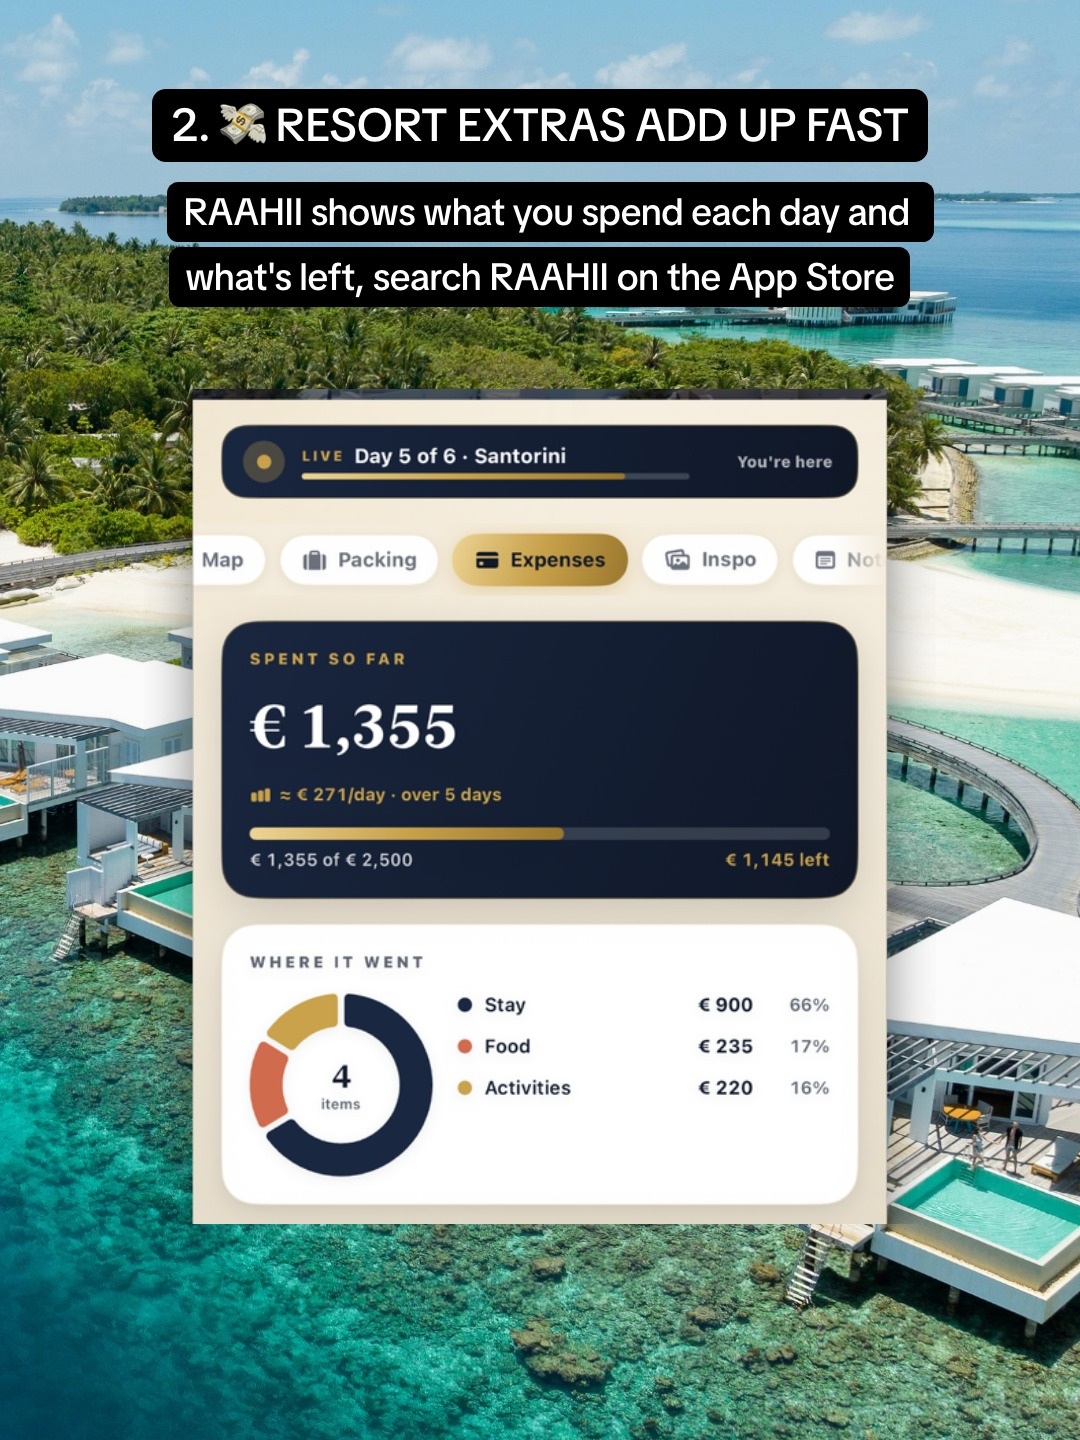 2. 💸 RESORT EXTRAS ADD UP FAST
RAAHII shows what you spend each day and
what's left, search RAAHII on the App Store
LIVE Day 5 of 6 · Santorini
You're here
Map
Packing
Expenses
Inspo
Not
SPENT SO FAR
€ 1,355
≈ € 271/day · over 5 days
€ 1,355 of € 2,500
€ 1,145 left
WHERE IT WENT
4
items
Stay € 900 66%
Food € 235 17%
Activities € 220 16%